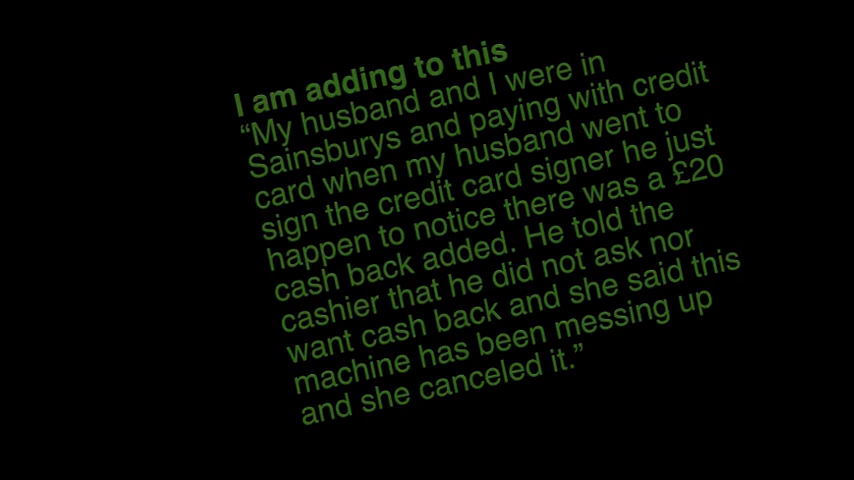 I am adding to this
“My husband and I were in
Sainsburys and paying with credit
card when my husband went to
sign the credit card signer he just
happen to notice there was a £20
cash back added. He told the
cashier that he did not ask nor
want cash back and she said this
machine has been messing up
and she canceled it.”